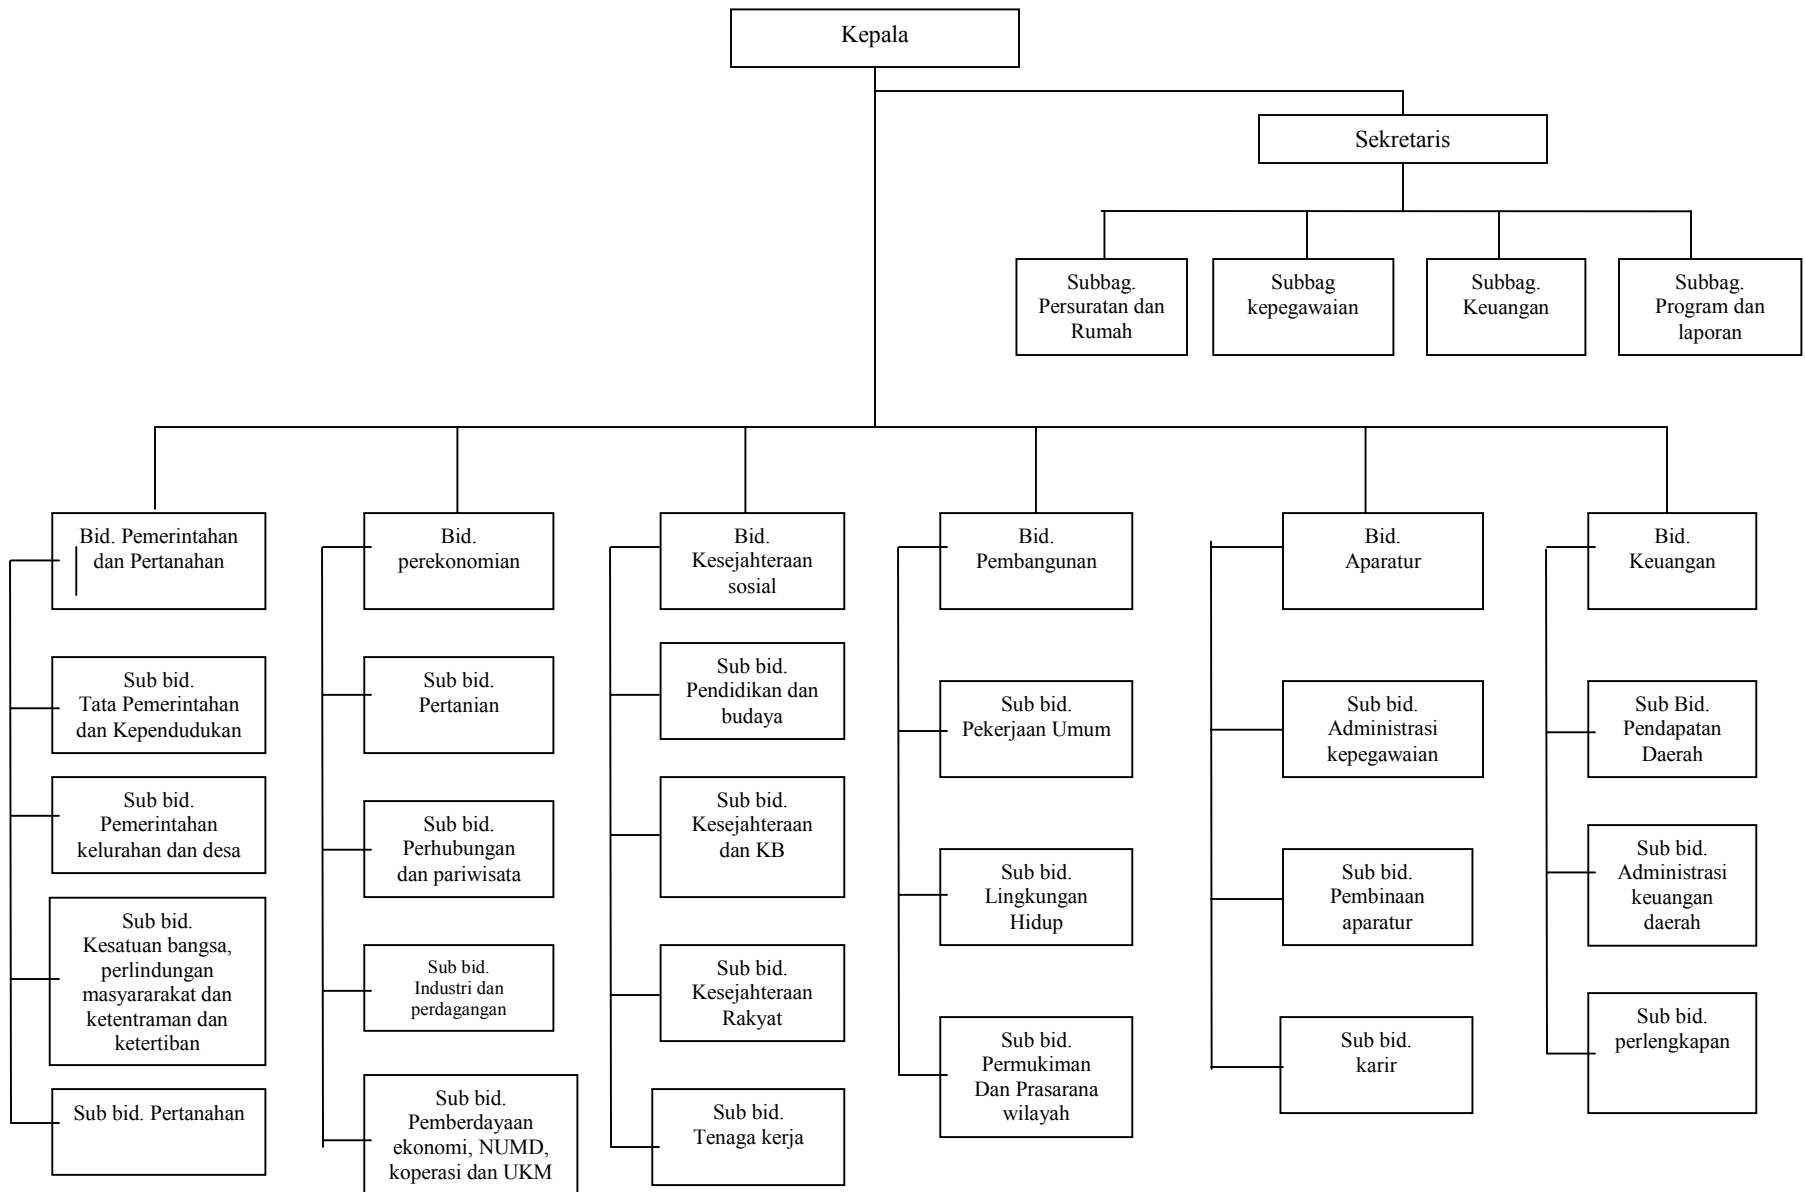 Kepala
Sekretaris
Subbag.
Persuratan dan
Rumah
Subbag
kepegawaian
Subbag.
Keuangan
Subbag.
Program dan
laporan
Bid. Pemerintahan
dan Pertanahan
Sub bid.
Tata Pemerintahan
dan Kependudukan
Sub bid.
Pemerintahan
kelurahan dan desa
Sub bid.
Kesatuan bangsa,
perlindungan
masyararakat dan
ketentraman dan
ketertiban
Sub bid. Pertanahan
Bid.
perekonomian
Sub bid.
Pertanian
Sub bid.
Perhubungan
dan pariwisata
Sub bid.
Industri dan
perdagangan
Sub bid.
Pemberdayaan
ekonomi, NUMD,
koperasi dan UKM
Bid.
Kesejahteraan
sosial
Sub bid.
Pendidikan dan
budaya
Sub bid.
Kesejahteraan
dan KB
Sub bid.
Kesejahteraan
Rakyat
Sub bid.
Tenaga kerja
Bid.
Pembangunan
Sub bid.
Pekerjaan Umum
Sub bid.
Lingkungan
Hidup
Sub bid.
Permukiman
Dan Prasarana
wilayah
Bid.
Aparatur
Sub bid.
Administrasi
kepegawaian
Sub bid.
Pembinaan
aparatur
Sub bid.
karir
Bid.
Keuangan
Sub Bid.
Pendapatan
Daerah
Sub bid.
Administrasi
keuangan
daerah
Sub bid.
perlengkapan